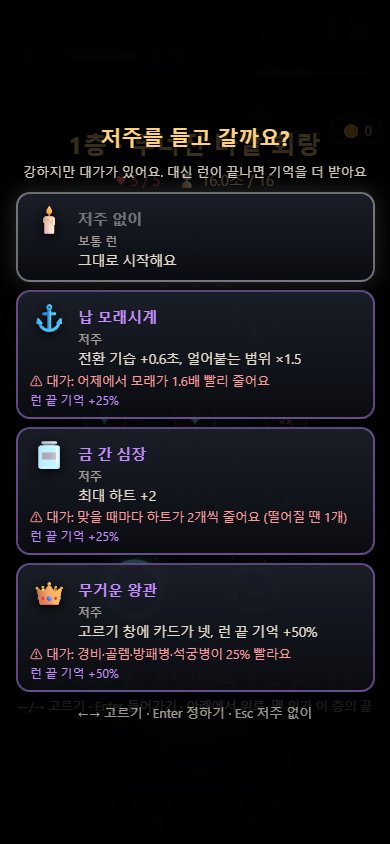 저주를 들고 갈까요?
0
강하지만 대가가 있어요. 대신 런이 끝나면 기억을 더 받아요
5 / 5 16.0초 / 16
저주 없이
보통 런
그대로 시작해요
납 모래시계
저주
전환 기습 +0.6초, 얼어붙는 범위 ×1.5
⚠ 대가: 어제에서 모래가 1.6배 빨리 줄어요
런 끝 기억 +25%
금 간 심장
저주
최대 하트 +2
⚠ 대가: 맞을 때마다 하트가 2개씩 줄어요 (떨어질 땐 1개)
런 끝 기억 +25%
무거운 왕관
저주
고르기 창에 카드가 넷, 런 끝 기억 +50%
⚠ 대가: 경비·골렘·방패병·석궁병이 25% 빨라요
런 끝 기억 +50%
←→ 고르기 · Enter 정하기 · Esc 저주 없이